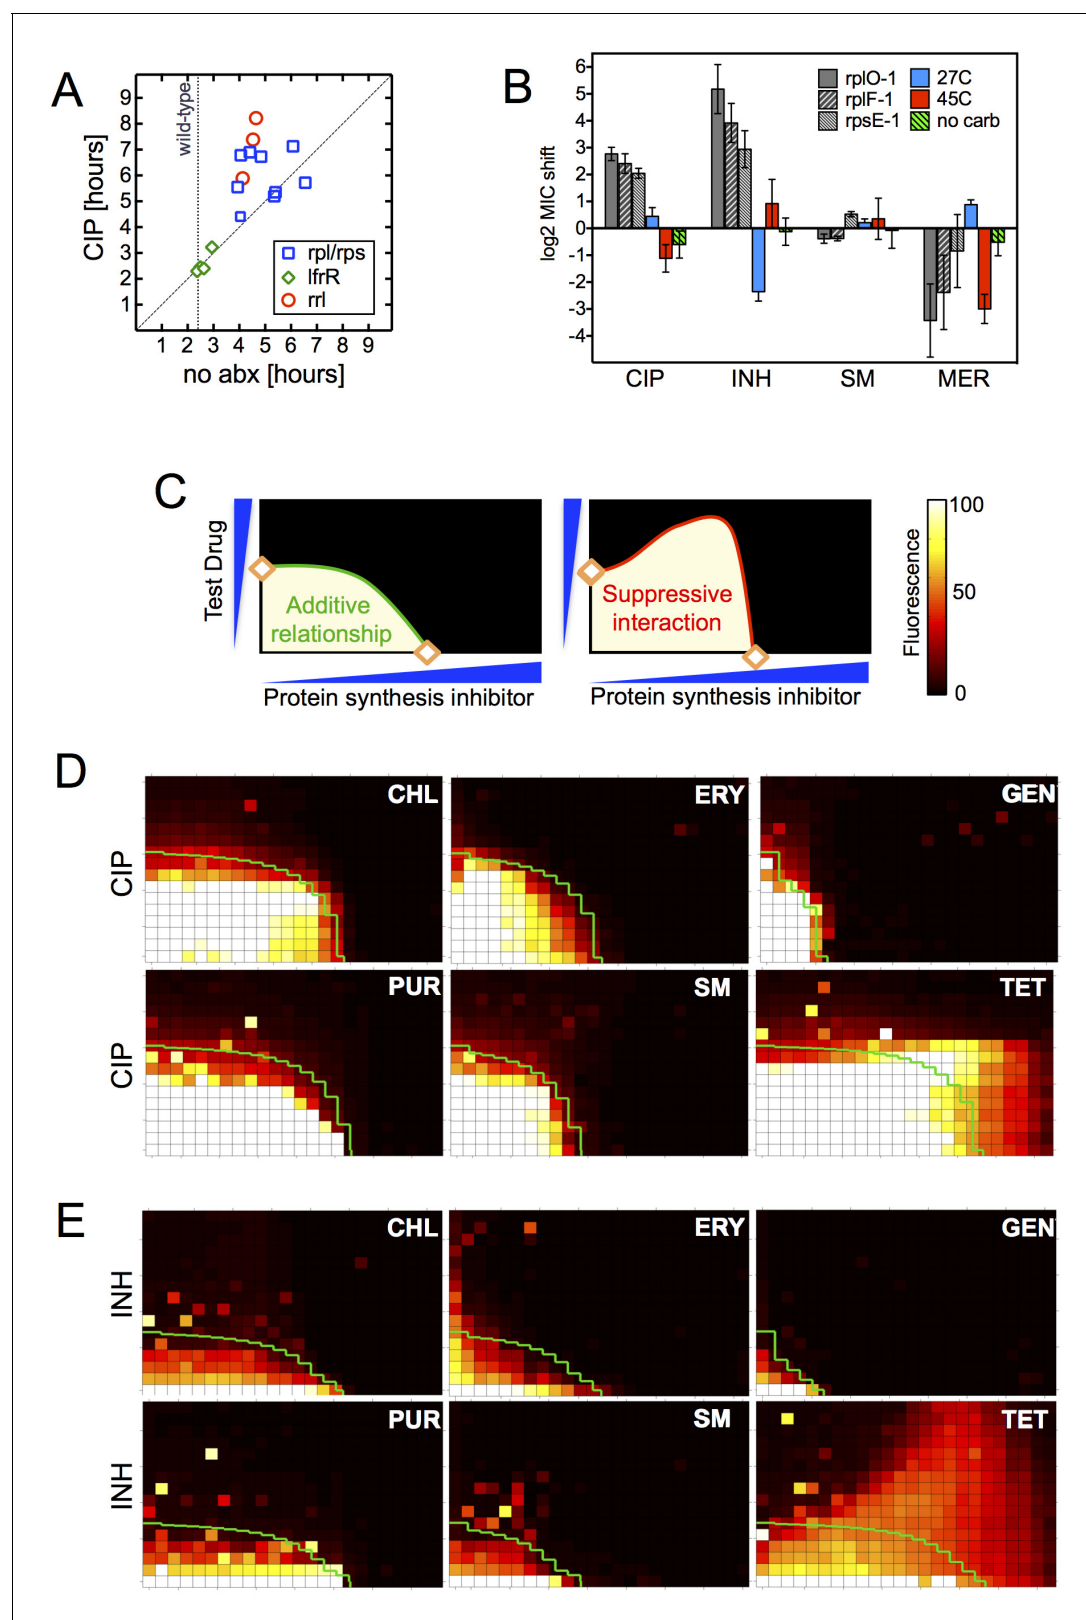 A
CIP [hours]
wild-type
9
8
7
6
5
4
3
2
1
rpl/rps
lfrR
rrl
1 2 3 4 5 6 7 8 9
no abx [hours]
B
log2 MIC shift
6
5
4
3
2
1
0
-1
-2
-3
-4
rplO-1
rplF-1
rpsE-1
27C
45C
no carb
CIP INH SM MER
C
Test Drug
Additive
relationship
Protein synthesis inhibitor
Suppressive
interaction
Protein synthesis inhibitor
Fluorescence
100
50
0
D
CIP
CHL
ERY
GEN
CIP
PUR
SM
TET
E
INH
CHL
ERY
GEN
INH
PUR
SM
TET